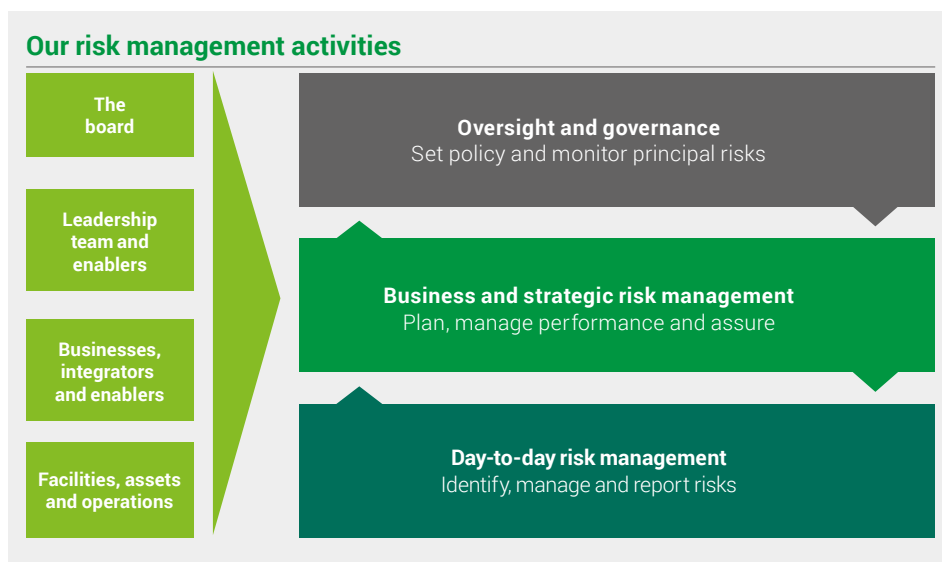 Our risk management activities
The
board
Leadership
team and
enablers
Businesses,
integrators
and enablers
Facilities, assets
and operations
Oversight and governance
Set policy and monitor principal risks
Business and strategic risk management
Plan, manage performance and assure
Day-to-day risk management
Identify, manage and report risks